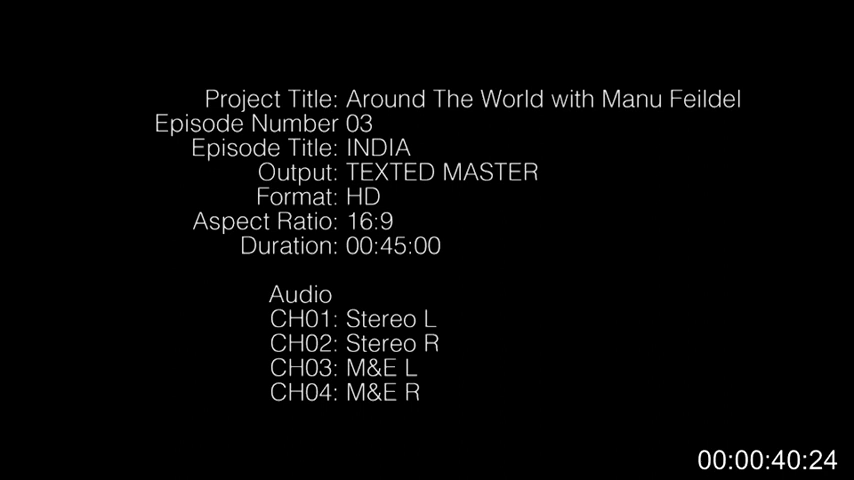 Project Title: Around The World with Manu Feildel
Episode Number 03
Episode Title: INDIA
Output: TEXTED MASTER
Format: HD
Aspect Ratio: 16:9
Duration: 00:45:00
Audio
CH01: Stereo L
CH02: Stereo R
CH03: M&E L
CH04: M&E R
00:00:40:24